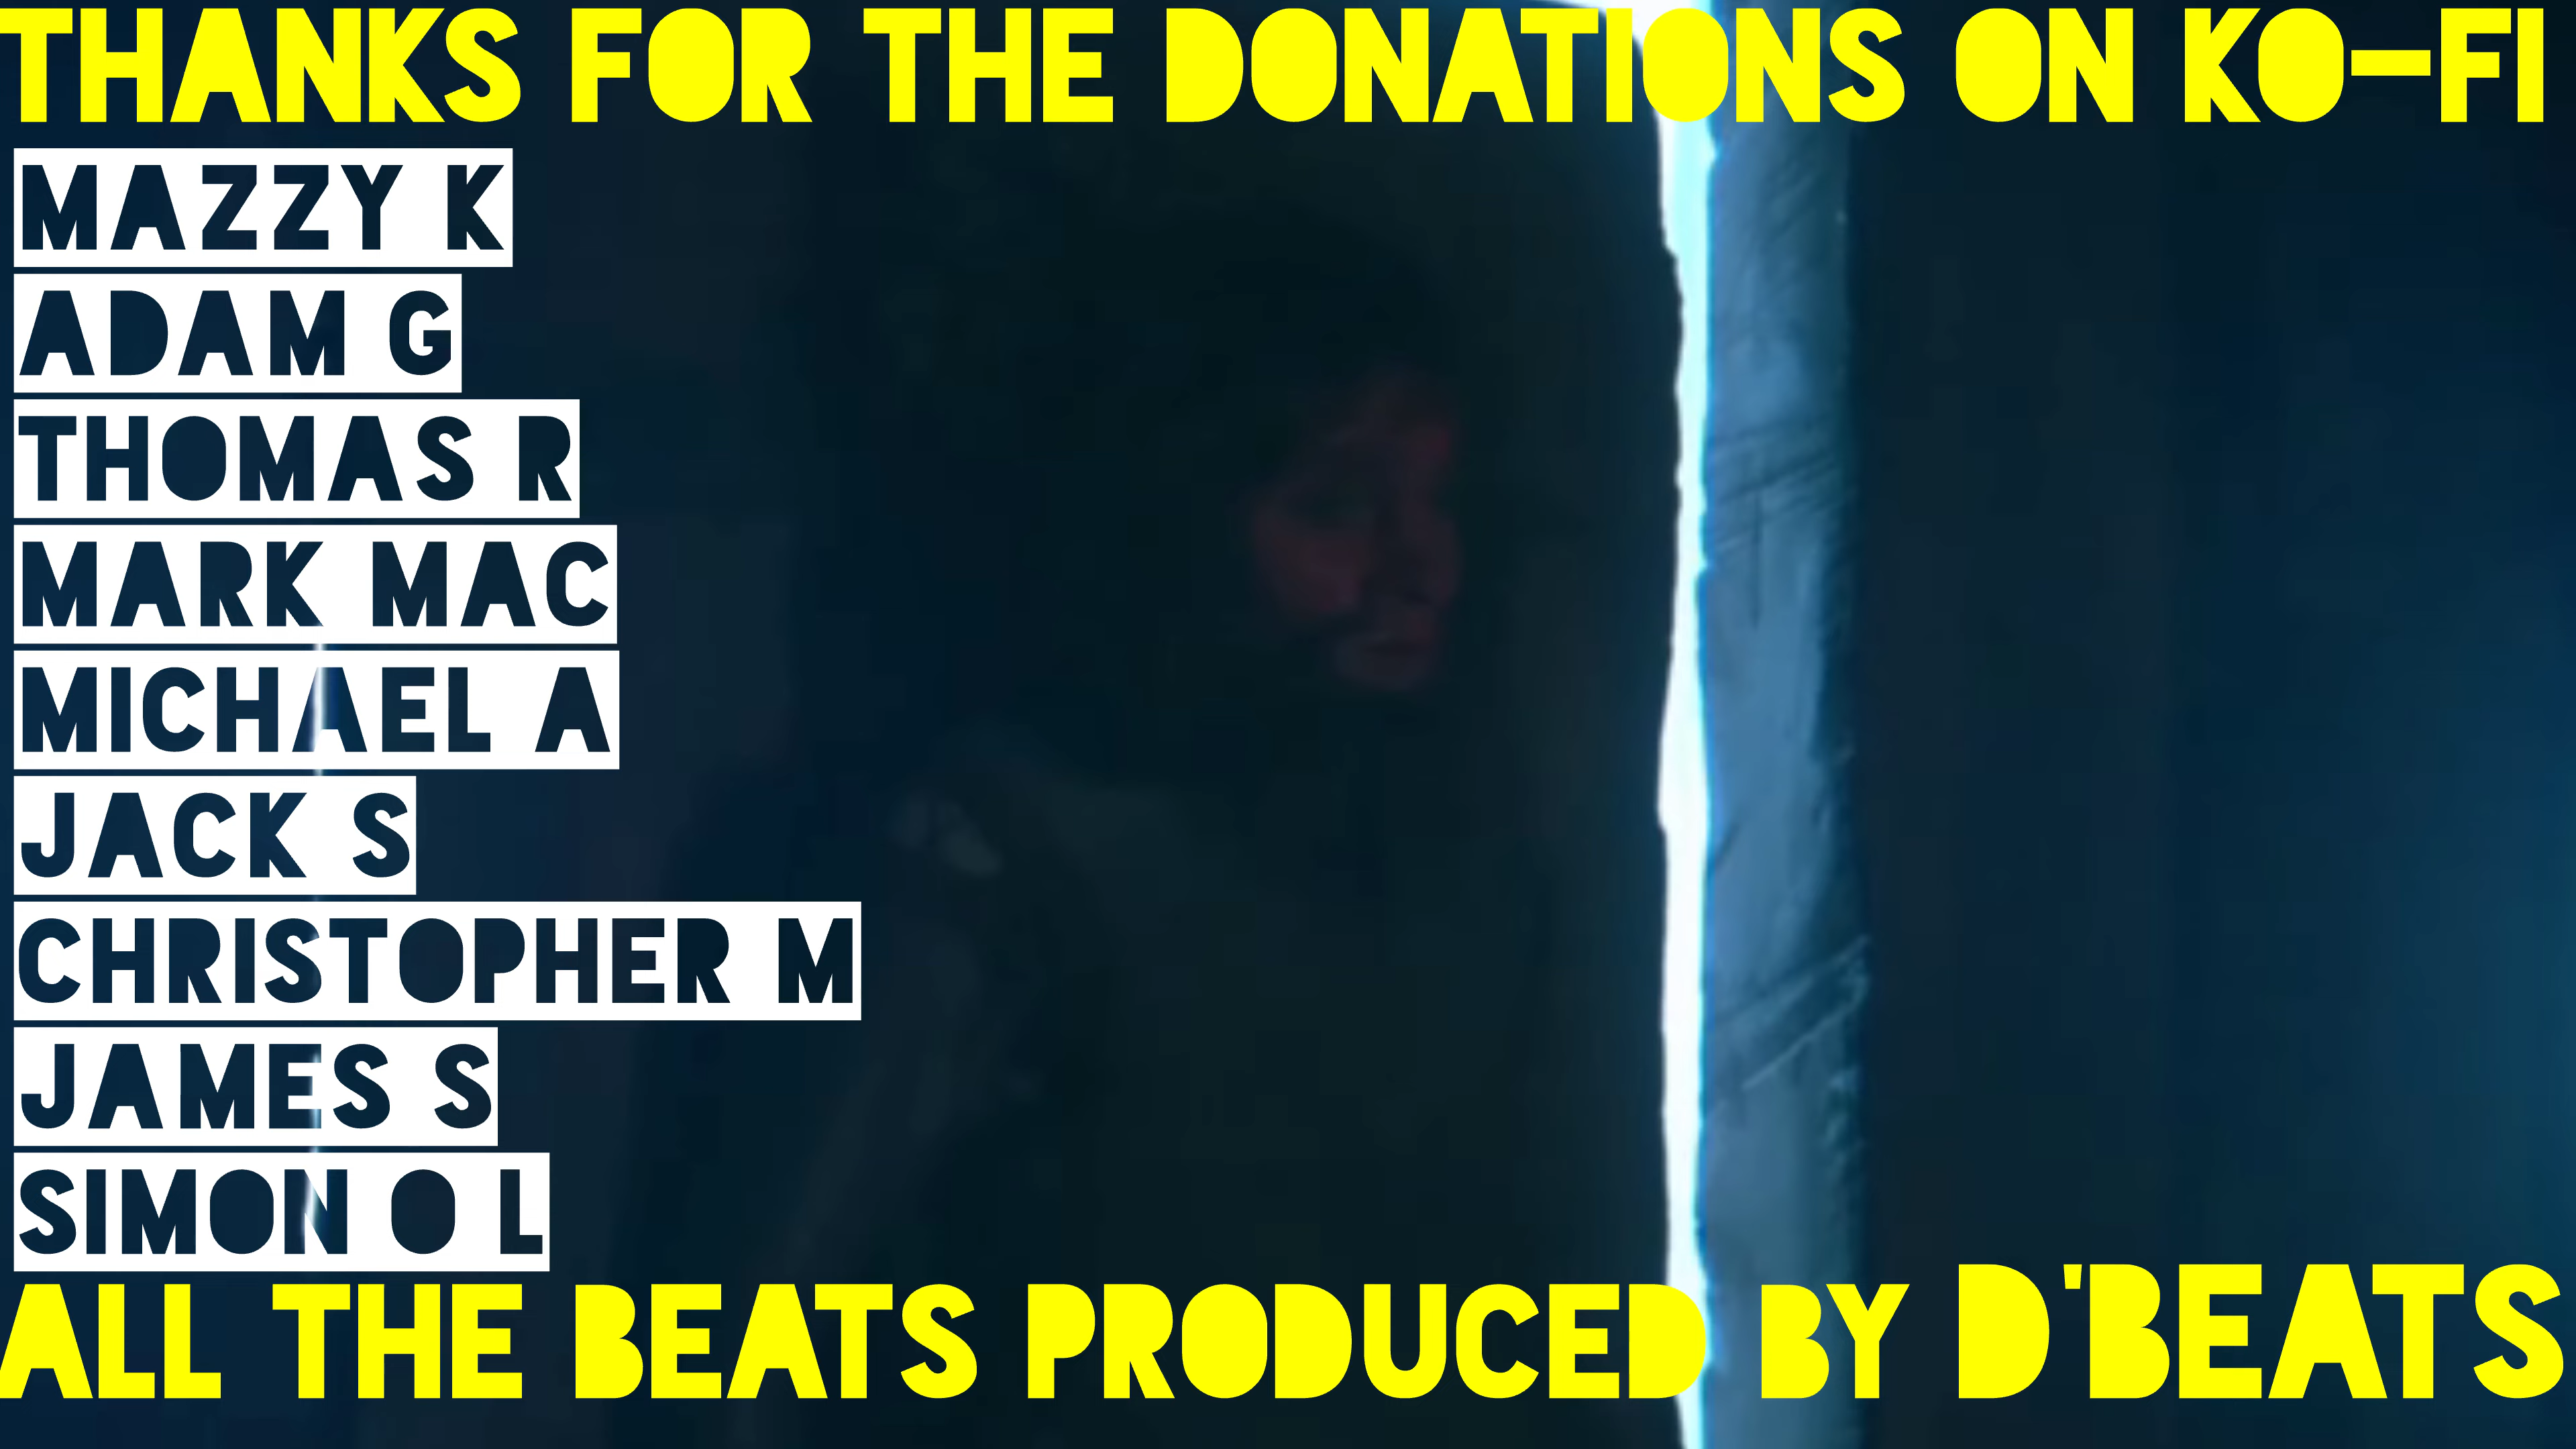 THANKS FOR THE DONATIONS ON KO-FI
MAZZY K
ADAM G
THOMAS R
MARK MAC
MICHAEL A
JACK S
CHRISTOPHER M
JAMES S
SIMON O L
ALL THE BEATS PRODUCED BY D'BEATS